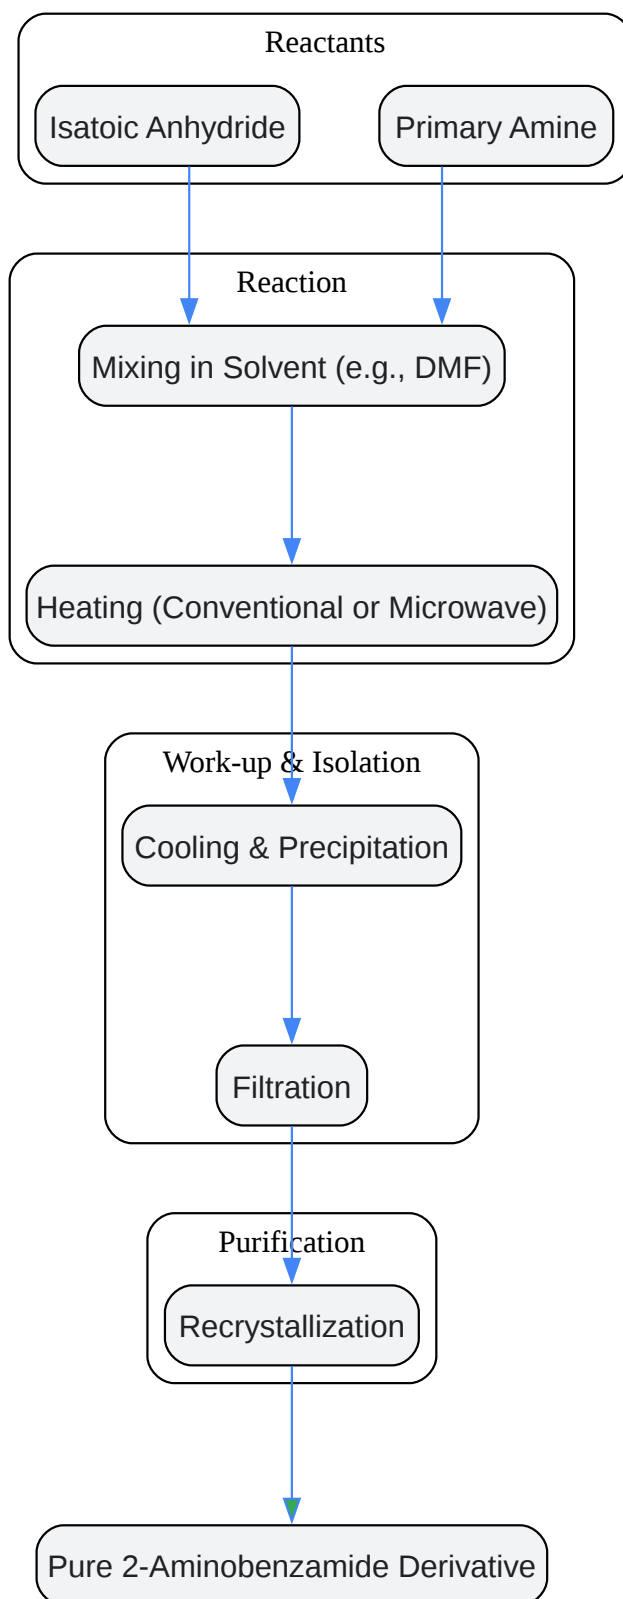 Reactants
Isatoic Anhydride
Primary Amine
Reaction
Mixing in Solvent (e.g., DMF)
Heating (Conventional or Microwave)
Work-up & Isolation
Cooling & Precipitation
Filtration
Purification
Recrystallization
Pure 2-Aminobenzamide Derivative